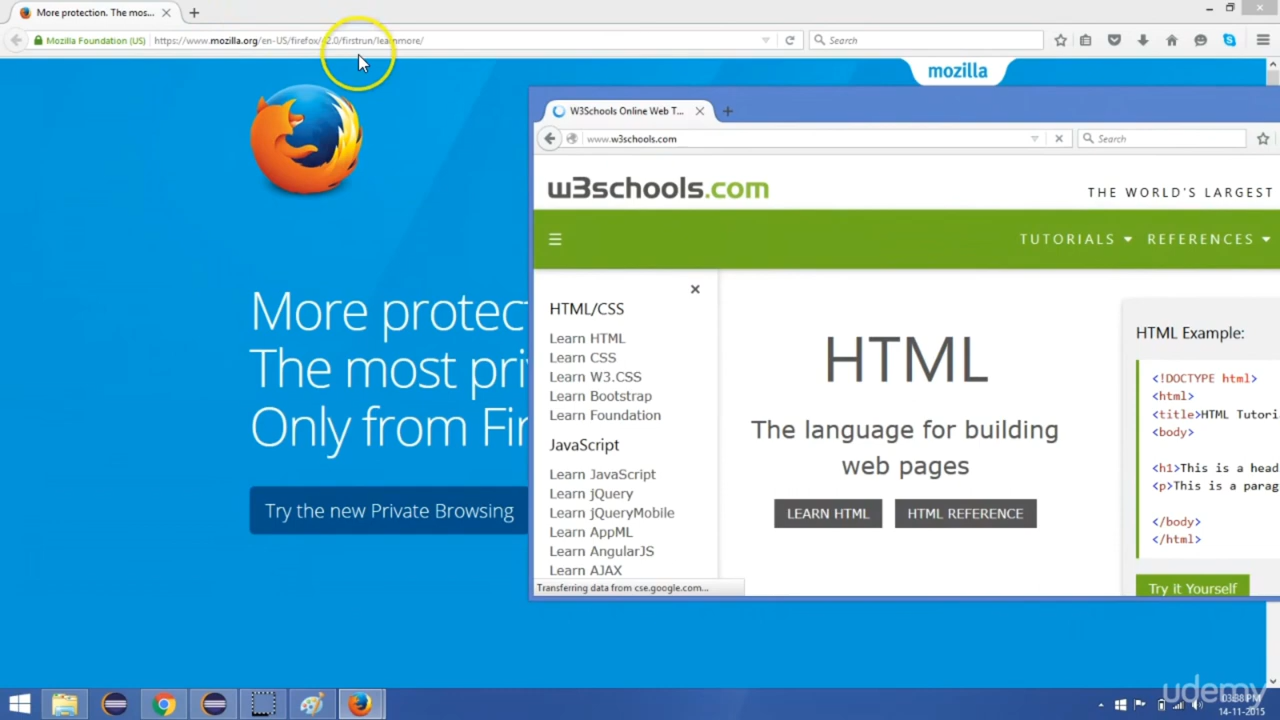 More protection. The mos...
Mozilla Foundation (US)
https://www.mozilla.org/en-US/firefox/42.0/firstrun/learnmore/
Search
mozilla
More protec
The most pri
Only from Fir
Try the new Private Browsing
W3Schools Online Web T...
www.w3schools.com
Search
w3schools.com
THE WORLD'S LARGEST
TUTORIALS
REFERENCES
HTML/CSS
Learn HTML
Learn CSS
Learn W3.CSS
Learn Bootstrap
Learn Foundation
JavaScript
Learn JavaScript
Learn jQuery
Learn jQueryMobile
Learn AppML
Learn AngularJS
Learn AJAX
Transferring data from cse.google.com...
HTML
The language for building
web pages
LEARN HTML
HTML REFERENCE
HTML Example:
<!DOCTYPE html>
<html>
<title>HTML Tutori
<body>
<h1>This is a head
<p>This is a parag
</body>
</html>
Try it Yourself
udemy
03:38 PM
14-11-2015